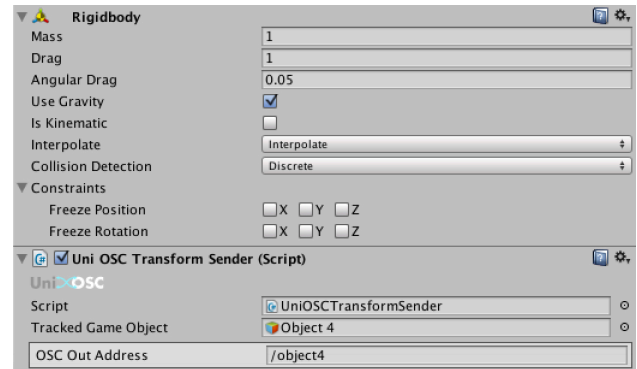 Rigidbody
Mass 1
Drag 1
Angular Drag 0.05
Use Gravity
Is Kinematic
Interpolate Interpolate
Collision Detection Discrete
Constraints
Freeze Position X Y Z
Freeze Rotation X Y Z
Uni OSC Transform Sender (Script)
UniOSC
Script UniOSCTransformSender
Tracked Game Object Object 4
OSC Out Address /object4